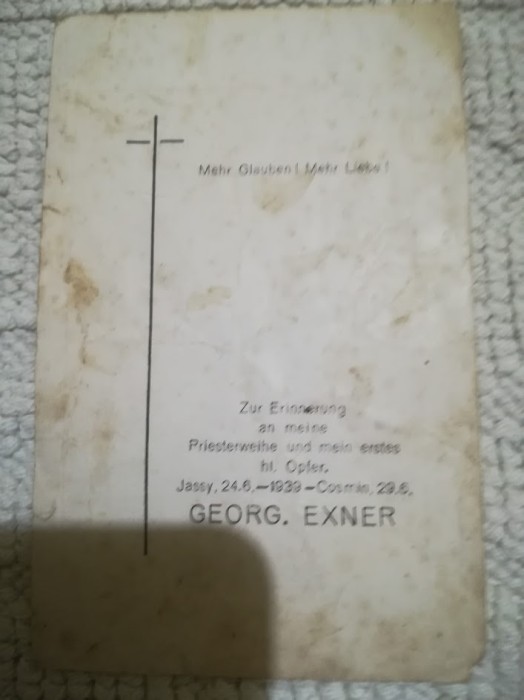 Mehr Glauben! Mehr Liebe!
Zur Erinnerung
an meine
Priesterweihe und mein erstes
hl. Opfer.
Jassy, 24.6.—1939—Cosmin, 29.6.
GEORG. EXNER